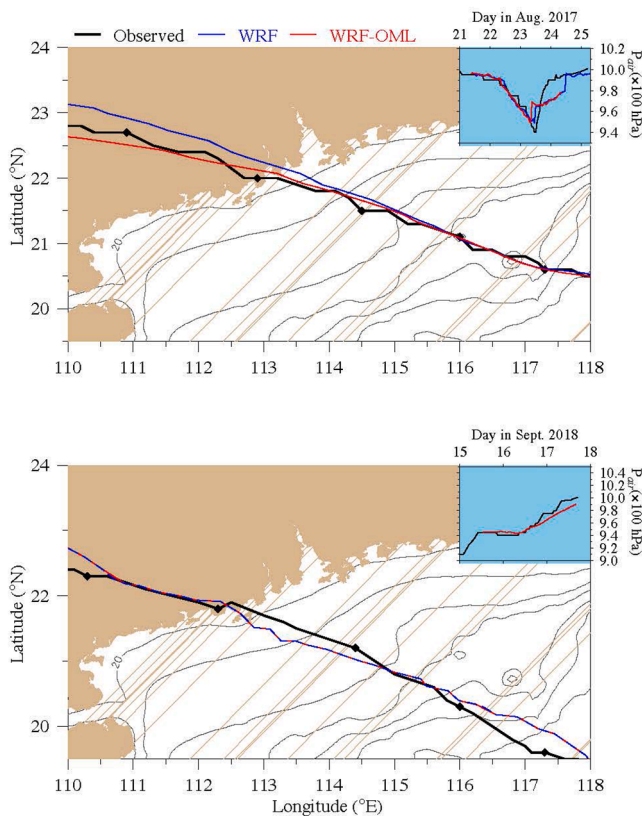 Day in Aug. 2017
21 22 23 24 25
Observed WRF WRF-OML
24
23
22
21
20
Latitude (°N)
20
10.2
10.0
9.8
9.6
9.4
P_air (×100 hPa)
110 111 112 113 114 115 116 117 118
Day in Sept. 2018
15 16 17 18
24
23
22
21
20
Latitude (°N)
20
10.4
10.2
10.0
9.8
9.6
9.4
9.2
9.0
P_air (×100 hPa)
110 111 112 113 114 115 116 117 118
Longitude (°E)